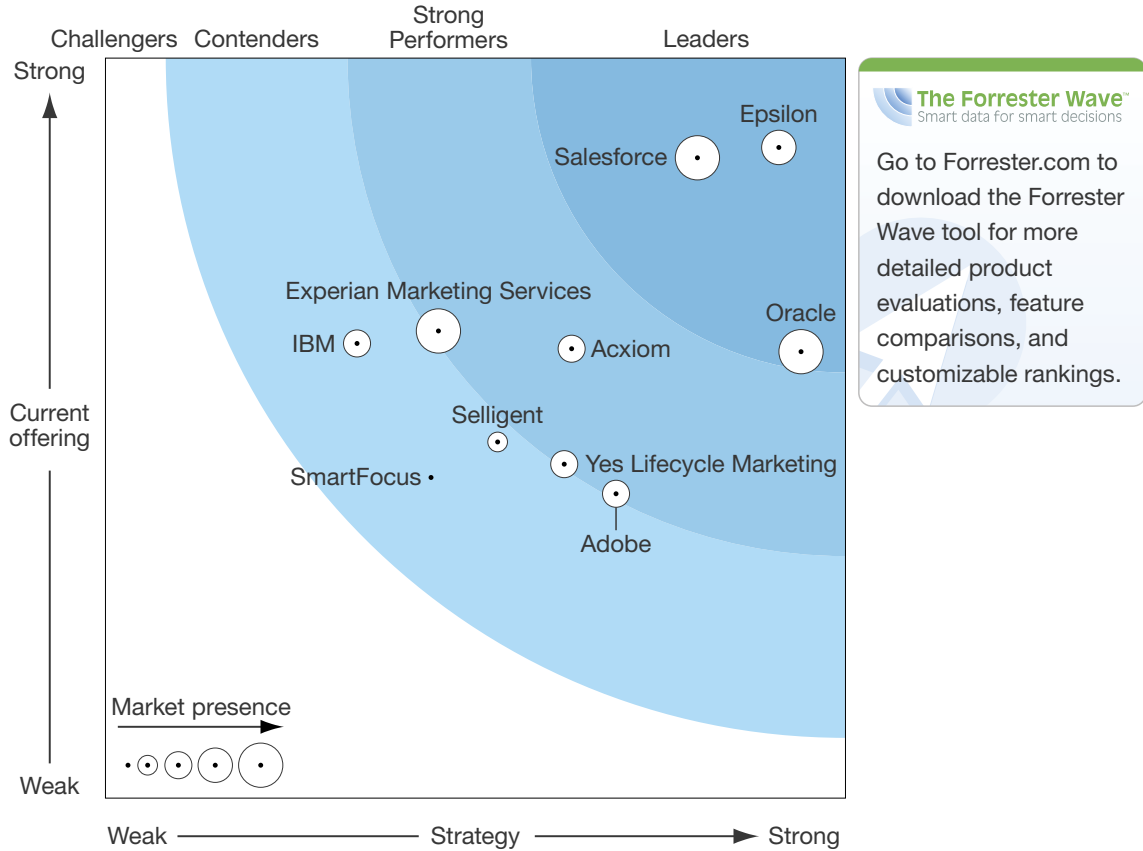 Challengers
Contenders
Strong
Performers
Leaders
Strong
Current
offering
Weak
Epsilon
Salesforce
Experian Marketing Services
IBM
Acxiom
Oracle
Selligent
SmartFocus
Yes Lifecycle Marketing
Adobe
Market presence
Weak
Strategy
Strong
The Forrester Wave™
Smart data for smart decisions
Go to Forrester.com to
download the Forrester
Wave tool for more
detailed product
evaluations, feature
comparisons, and
customizable rankings.